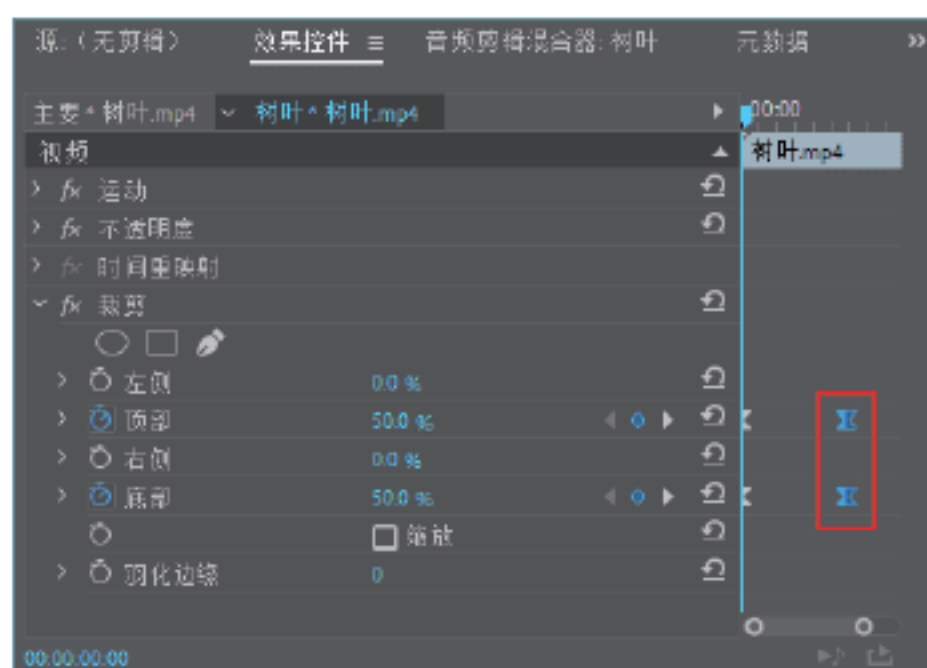 源:（无剪辑） 效果控件 ≡ 音频剪辑混合器: 树叶 元数据 »
主要 * 树叶.mp4 树叶 * 树叶.mp4 00:00
视频 树叶.mp4
fx 运动
fx 不透明度
fx 时间重映射
fx 裁剪
左侧 0.0 %
顶部 50.0 %
右侧 0.0 %
底部 50.0 %
缩放
羽化边缘 0
00:00:00:00